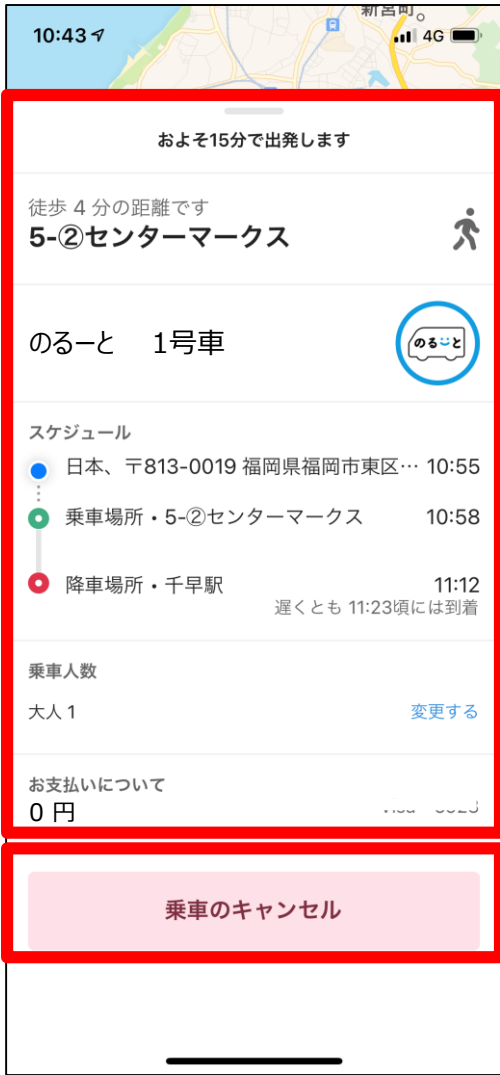 新宮町。
10:43
4G
およそ15分で出発します
徒歩 4 分の距離です
5-②センターマークス
のるーと 1号車
のると
スケジュール
日本、〒813-0019 福岡県福岡市東区… 10:55
乗車場所・5-②センターマークス 10:58
降車場所・千早駅 11:12
遅くとも 11:23頃には到着
乗車人数
大人 1 変更する
お支払いについて
0 円
乗車のキャンセル